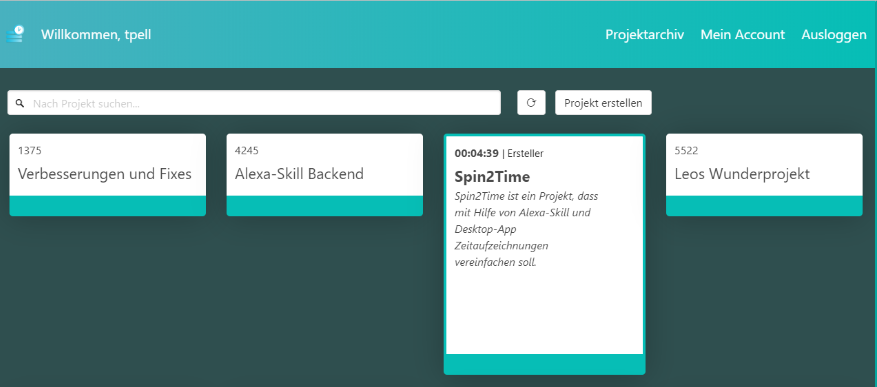 Willkommen, tpell
Projektarchiv Mein Account Ausloggen
Nach Projekt suchen...
Projekt erstellen
1375
Verbesserungen und Fixes
4245
Alexa-Skill Backend
00:04:39 | Ersteller
Spin2Time
Spin2Time ist ein Projekt, dass
mit Hilfe von Alexa-Skill und
Desktop-App
Zeitaufzeichnungen
vereinfachen soll.
5522
Leos Wunderprojekt